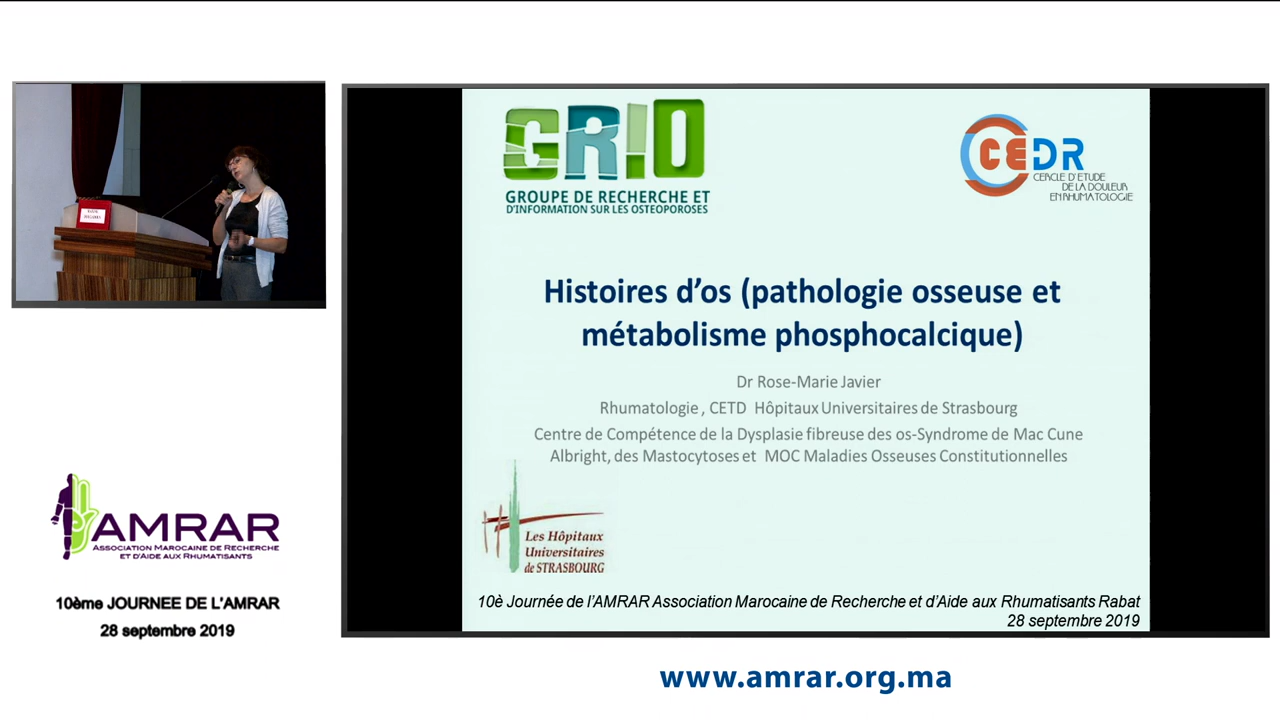 GRIO
GROUPE DE RECHERCHE ET
D'INFORMATION SUR LES OSTEOPOROSES
CEDR
CERCLE D'ETUDE
DE LA DOULEUR
EN RHUMATOLOGIE
Histoires d'os (pathologie osseuse et
métabolisme phosphocalcique)
Dr Rose-Marie Javier
Rhumatologie , CETD Hôpitaux Universitaires de Strasbourg
Centre de Compétence de la Dysplasie fibreuse des os-Syndrome de Mac Cune
Albright, des Mastocytoses et MOC Maladies Osseuses Constitutionnelles
Les Hôpitaux
Universitaires
de STRASBOURG
10è Journée de l'AMRAR Association Marocaine de Recherche et d'Aide aux Rhumatisants Rabat
28 septembre 2019
AMRAR
ASSOCIATION MAROCAINE DE RECHERCHE
ET D'AIDE AUX RHUMATISANTS
10ème JOURNEE DE L'AMRAR
28 septembre 2019
www.amrar.org.ma